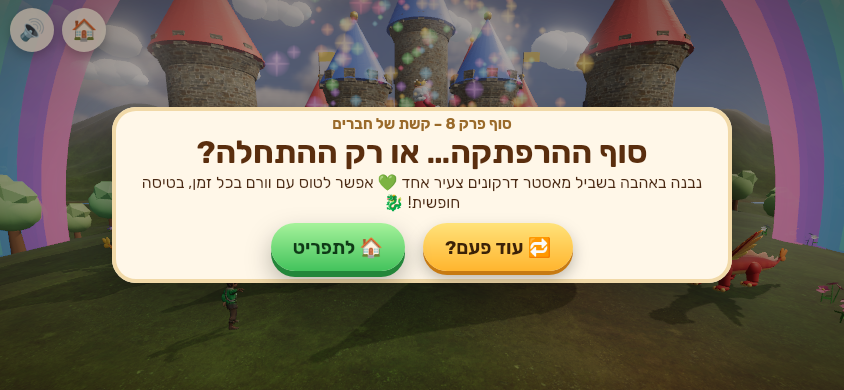 סוף פרק 8 – קשת של חברים
סוף ההרפתקה... או רק ההתחלה?
נבנה באהבה בשביל מאסטר דרקונים צעיר אחד 💚 אפשר לטוס עם וורם בכל זמן, בטיסה
חופשית! 🐉
🔁 עוד פעם?
🏠 לתפריט